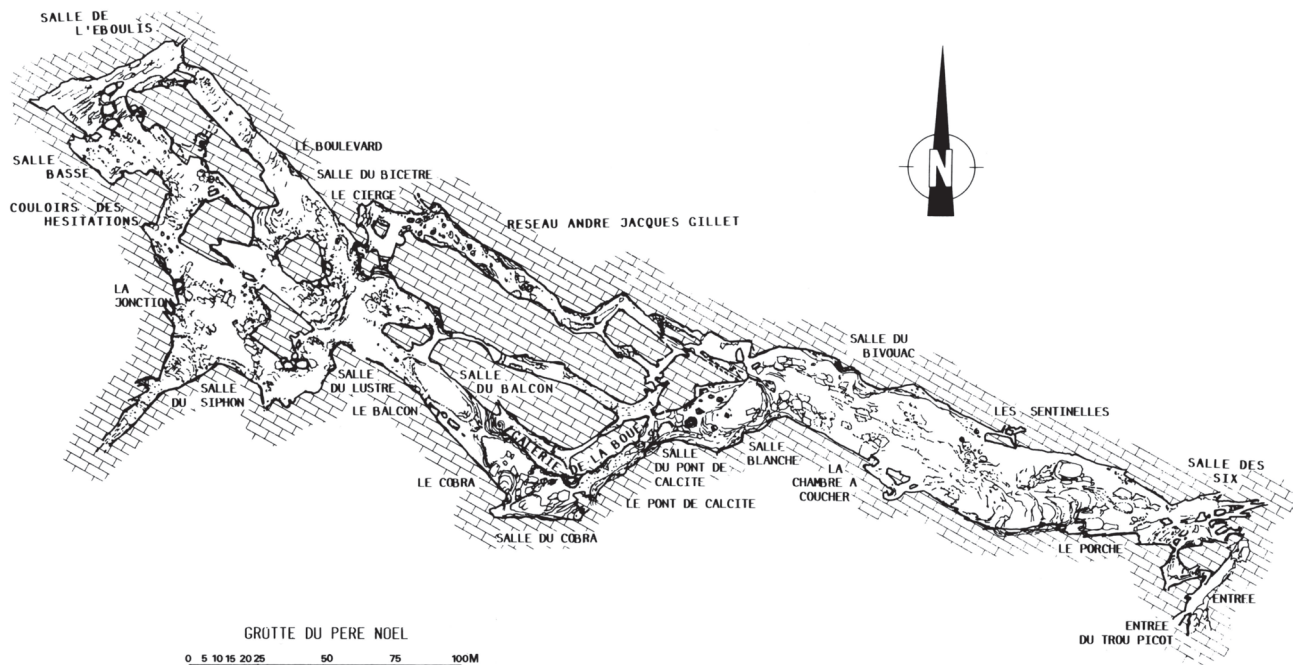 SALLE DE
L'EBOULIS
LE BOULEVARD
SALLE
BASSE
SALLE DU BICETRE
LE CIERGE
COULOIRS DES
HESITATIONS
RESEAU ANDRE JACQUES GILLET
N
LA
JONCTION
SALLE
DU SIPHON
SALLE
DU LUSTRE
LE BALCON
SALLE
DU BALCON
SALLE DU
BIVOUAC
LES SENTINELLES
GALERIE DE LA BOUE
LE COBRA
SALLE DU COBRA
SALLE
DU PONT DE
CALCITE
LE PONT DE CALCITE
SALLE
BLANCHE
LA
CHAMBRE A
COUCHER
SALLE DES
SIX
LE PORCHE
ENTREE
ENTREE
DU TROU PICOT
GROTTE DU PERE NOEL
0 5 10 15 20 25 50 75 100M